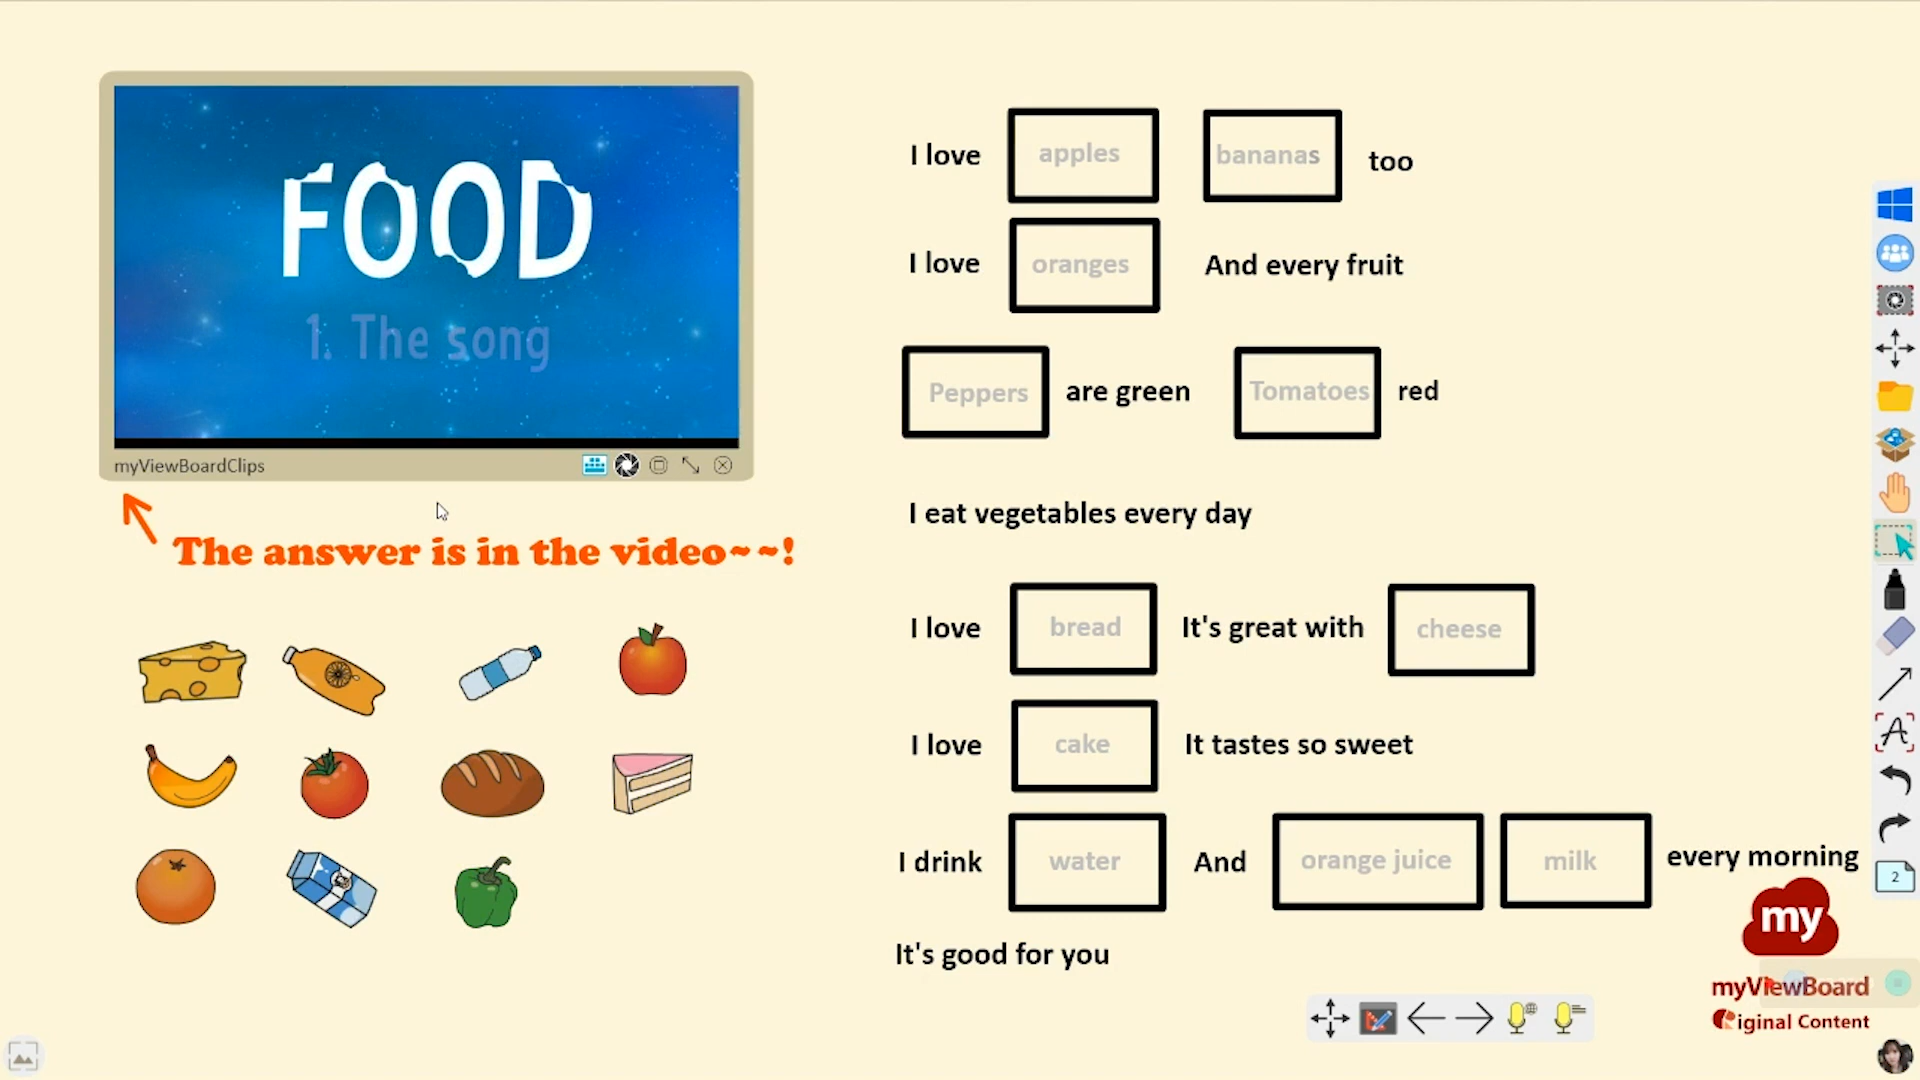 FOOD
1. The song
myViewBoardClips
The answer is in the video~~!
I love apples bananas too
I love oranges And every fruit
Peppers are green Tomatoes red
I eat vegetables every day
I love bread It's great with cheese
I love cake It tastes so sweet
I drink water And orange juice milk every morning
It's good for you
2
my
myViewBoard
Original Content